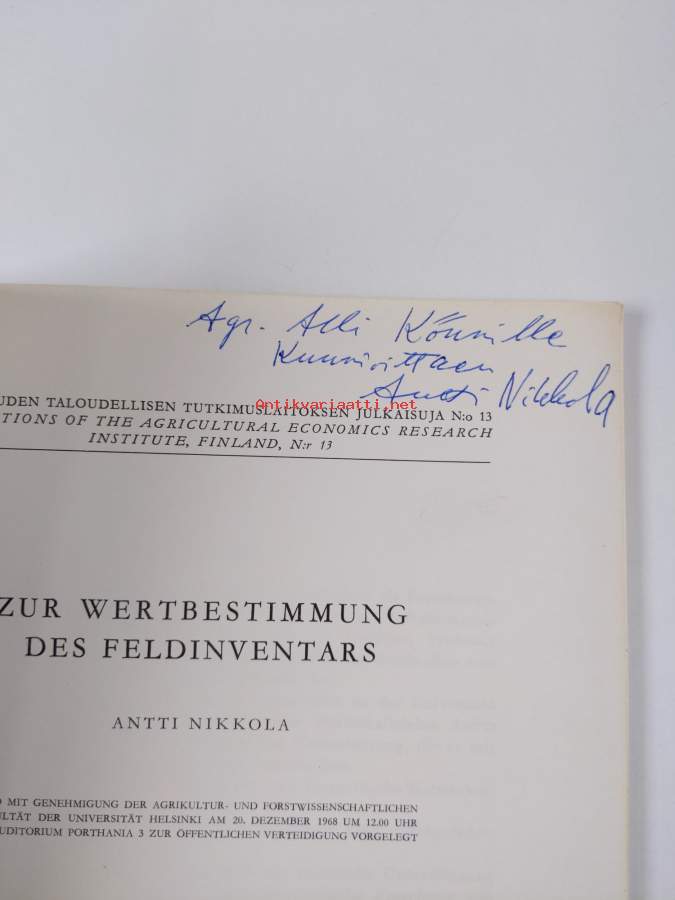 Agr. Alli Kõnnille
Kunnioittaen
Antti Nikkola
UDEN TALOUDELLISEN TUTKIMUSLAITOKSEN JULKAISUJA N:o 13
TIONS OF THE AGRICULTURAL ECONOMICS RESEARCH
INSTITUTE, FINLAND, N:r 13
Antikvariaatti.net
ZUR WERTBESTIMMUNG
DES FELDINVENTARS
ANTTI NIKKOLA
D MIT GENEHMIGUNG DER AGRIKULTUR- UND FORSTWISSENSCHAFTLICHEN
ULTÄT DER UNIVERSITÄT HELSINKI AM 20. DEZEMBER 1968 UM 12.00 UHR
AUDITORIUM PORTHANIA 3 ZUR ÖFFENTLICHEN VERTEIDIGUNG VORGELEGT